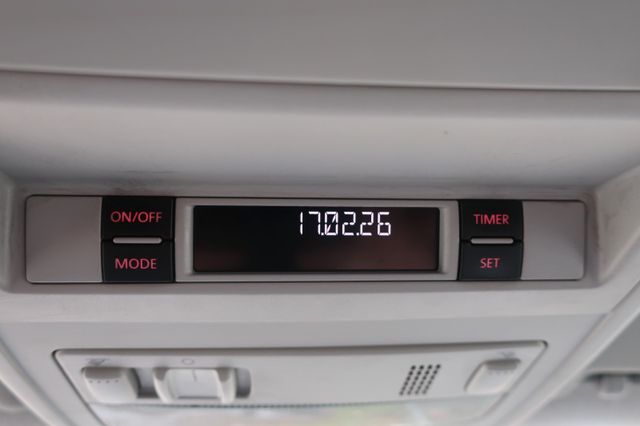 ON/OFF
MODE
17.02.26
TIMER
SET